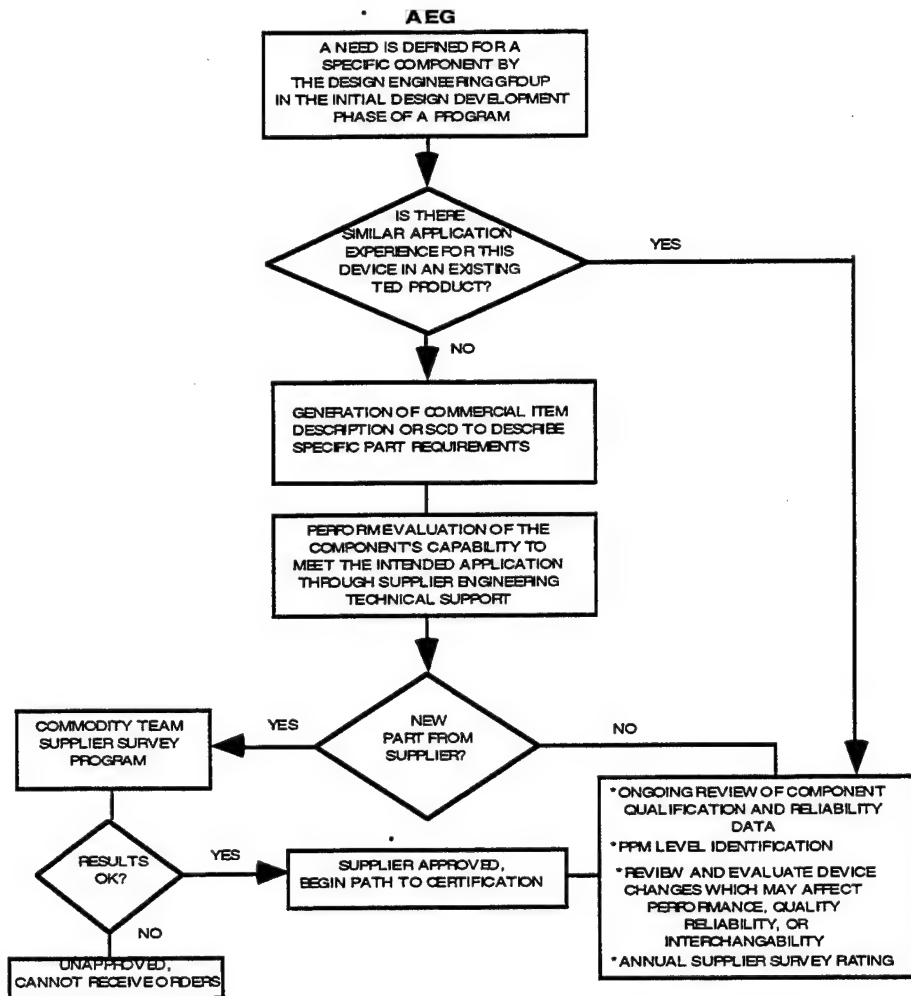 AEG
A NEED IS DEFINED FOR A
SPECIFIC COMPONENT BY
THE DESIGN ENGINEERING GROUP
IN THE INITIAL DESIGN DEVELOPMENT
PHASE OF A PROGRAM
IS THERE
SIMILAR APPLICATION
EXPERIENCE FOR THIS
DEVICE IN AN EXISTING
TED PRODUCT?
YES
NO
GENERATION OF COMMERCIAL ITEM
DESCRIPTION OR SCD TO DESCRIBE
SPECIFIC PART REQUIREMENTS
PERFORM EVALUATION OF THE
COMPONENT'S CAPABILITY TO
MEET THE INTENDED APPLICATION
THROUGH SUPPLIER ENGINEERING
TECHNICAL SUPPORT
NEW
PART FROM
SUPPLIER?
YES
NO
COMMODITY TEAM
SUPPLIER SURVEY
PROGRAM
RESULTS
OK?
YES
NO
SUPPLIER APPROVED,
BEGIN PATH TO CERTIFICATION
UNAPPROVED,
CANNOT RECEIVE ORDERS
*ONGOING REVIEW OF COMPONENT
QUALIFICATION AND RELIABILITY
DATA
*PPM LEVEL IDENTIFICATION
*REVIEW AND EVALUATE DEVICE
CHANGES WHICH MAY AFFECT
PERFORMANCE, QUALITY
RELIABILITY, OR
INTERCHANGABILITY
*ANNUAL SUPPLIER SURVEY RATING